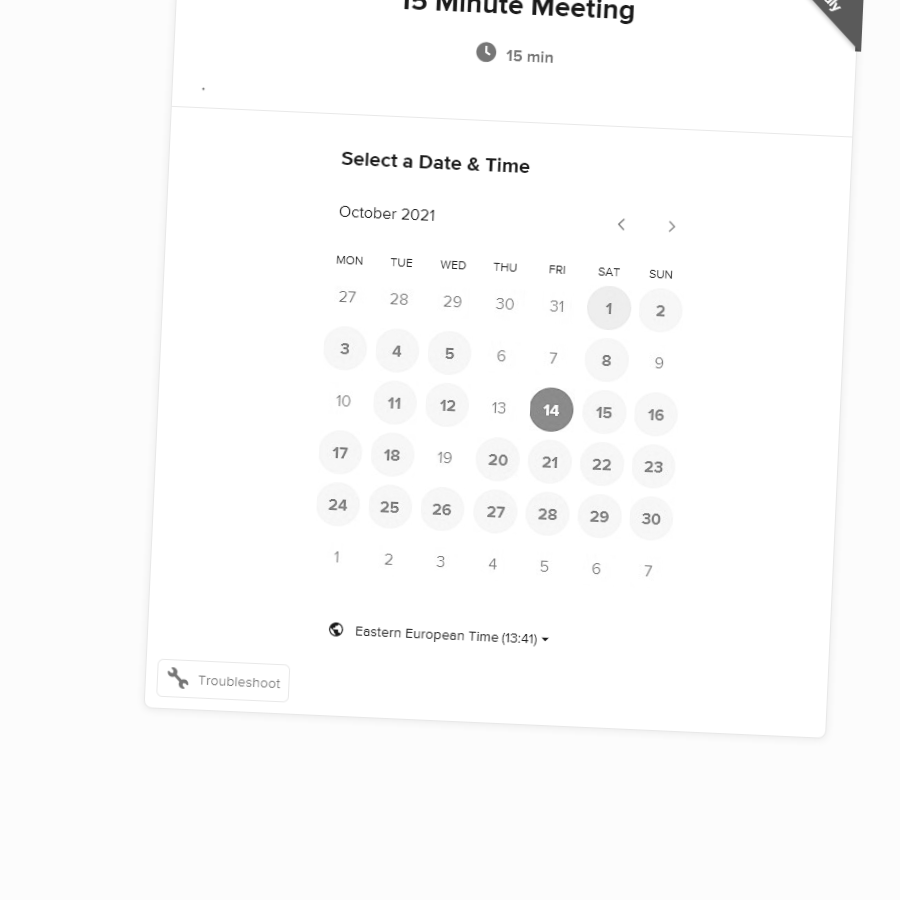 15 Minute Meeting
15 min
.
Select a Date & Time
October 2021
MON TUE WED THU FRI SAT SUN
27 28 29 30 31 1 2
3 4 5 6 7 8 9
10 11 12 13 14 15 16
17 18 19 20 21 22 23
24 25 26 27 28 29 30
1 2 3 4 5 6 7
Eastern European Time (13:41)
Troubleshoot